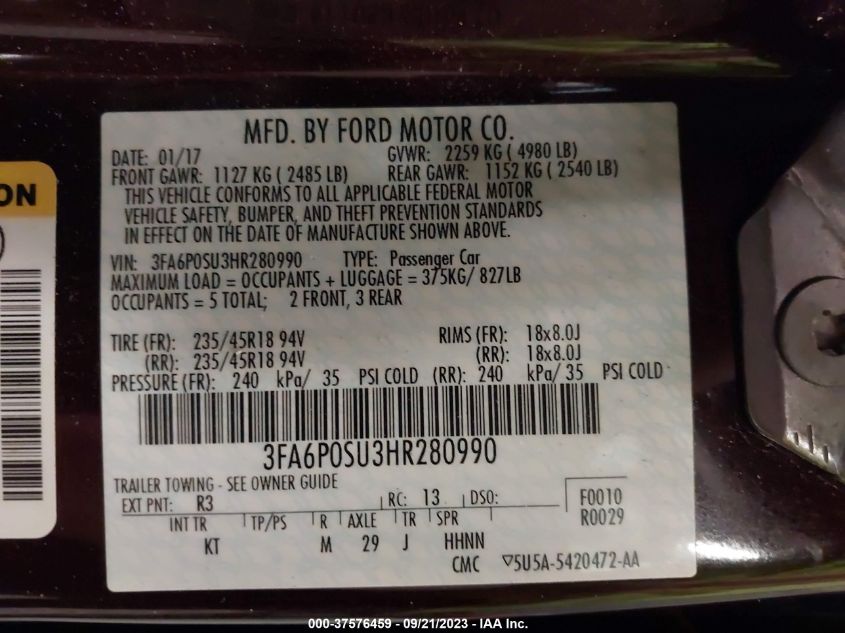 MFD. BY FORD MOTOR CO.
DATE: 01/17 GVWR: 2259 KG ( 4980 LB)
FRONT GAWR: 1127 KG ( 2485 LB) REAR GAWR: 1152 KG ( 2540 LB)
THIS VEHICLE CONFORMS TO ALL APPLICABLE FEDERAL MOTOR
VEHICLE SAFETY, BUMPER, AND THEFT PREVENTION STANDARDS
IN EFFECT ON THE DATE OF MANUFACTURE SHOWN ABOVE.
VIN: 3FA6P0SU3HR280990 TYPE: Passenger Car
MAXIMUM LOAD = OCCUPANTS + LUGGAGE = 375KG/ 827LB
OCCUPANTS = 5 TOTAL; 2 FRONT, 3 REAR
TIRE (FR): 235/45R18 94V RIMS (FR): 18x8.0J
(RR): 235/45R18 94V (RR): 18x8.0J
PRESSURE (FR): 240 kPa/ 35 PSI COLD (RR): 240 kPa/ 35 PSI COLD
3FA6P0SU3HR280990
TRAILER TOWING - SEE OWNER GUIDE
EXT PNT: R3 RC: 13 DSO: F0010
R0029
INT TR TP/PS R AXLE TR SPR
KT M 29 J HHNN
CMC ▽5U5A-5420472-AA
ON
000-37576459 - 09/21/2023 - IAA Inc.